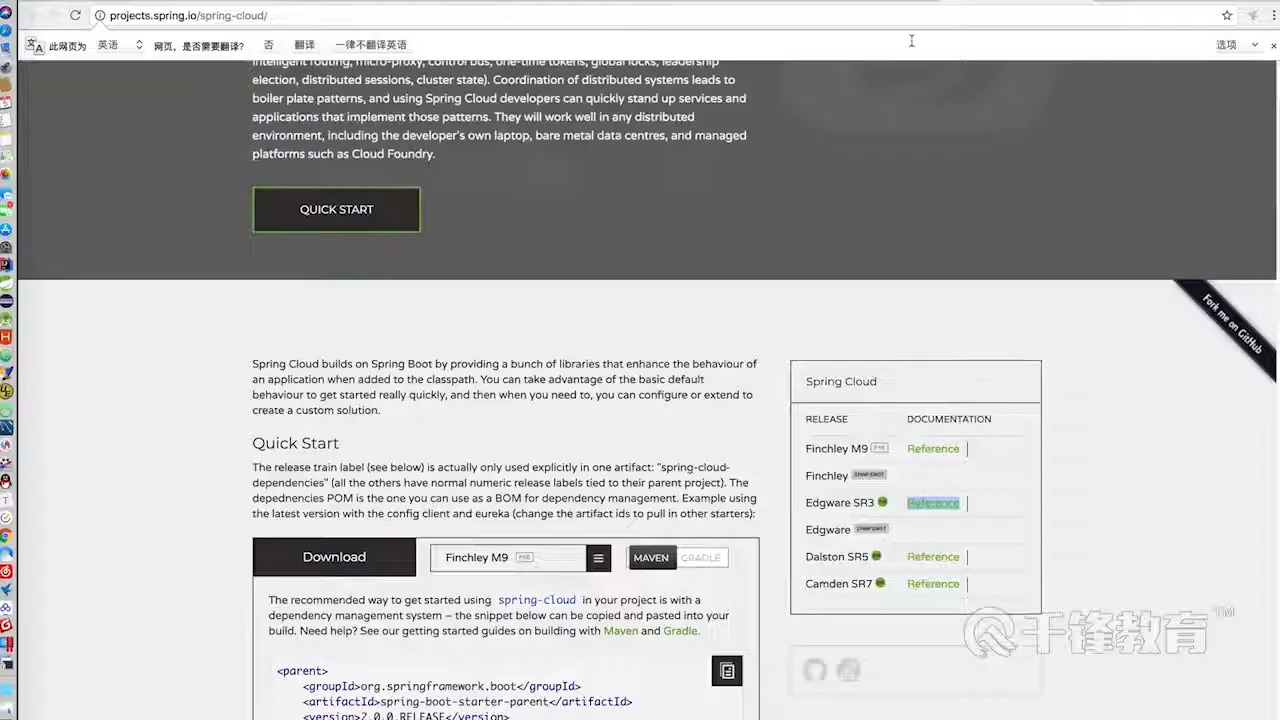 projects.spring.io/spring-cloud/
此网页为 英语 网页，是否需要翻译? 否 翻译 一律不翻译英语 选项
intelligent routing, micro-proxy, control bus, one-time tokens, global locks, leadership
election, distributed sessions, cluster state). Coordination of distributed systems leads to
boiler plate patterns, and using Spring Cloud developers can quickly stand up services and
applications that implement those patterns. They will work well in any distributed
environment, including the developer's own laptop, bare metal data centres, and managed
platforms such as Cloud Foundry.
QUICK START
Fork me on GitHub
Spring Cloud builds on Spring Boot by providing a bunch of libraries that enhance the behaviour of
an application when added to the classpath. You can take advantage of the basic default
behaviour to get started really quickly, and then when you need to, you can configure or extend to
create a custom solution.
Quick Start
The release train label (see below) is actually only used explicitly in one artifact: "spring-cloud-
dependencies" (all the others have normal numeric release labels tied to their parent project). The
depednencies POM is the one you can use as a BOM for dependency management. Example using
the latest version with the config client and eureka (change the artifact ids to pull in other starters):
Download Finchley M9 PRE MAVEN GRADLE
The recommended way to get started using spring-cloud in your project is with a
dependency management system – the snippet below can be copied and pasted into your
build. Need help? See our getting started guides on building with Maven and Gradle.
<parent>
<groupId>org.springframework.boot</groupId>
<artifactId>spring-boot-starter-parent</artifactId>
<version>2.0.0.RELEASE</version>
Spring Cloud
RELEASE DOCUMENTATION
Finchley M9 PRE Reference
Finchley SNAPSHOT
Edgware SR3 Reference
Edgware SNAPSHOT
Dalston SR5 Reference
Camden SR7 Reference
千锋教育 TM